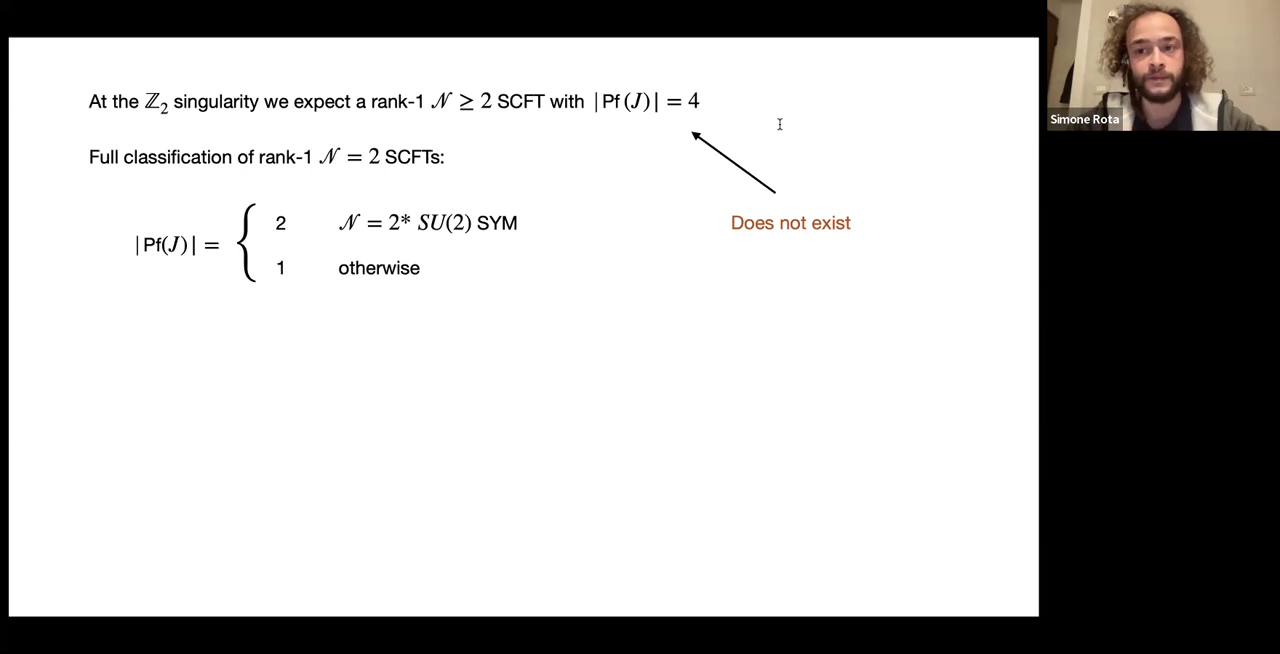 At the ℤ₂ singularity we expect a rank-1 𝒩 ≥ 2 SCFT with |Pf(J)| = 4
Full classification of rank-1 𝒩 = 2 SCFTs:
|Pf(J)| = { 2 𝒩 = 2* SU(2) SYM
1 otherwise
Does not exist
Simone Rota